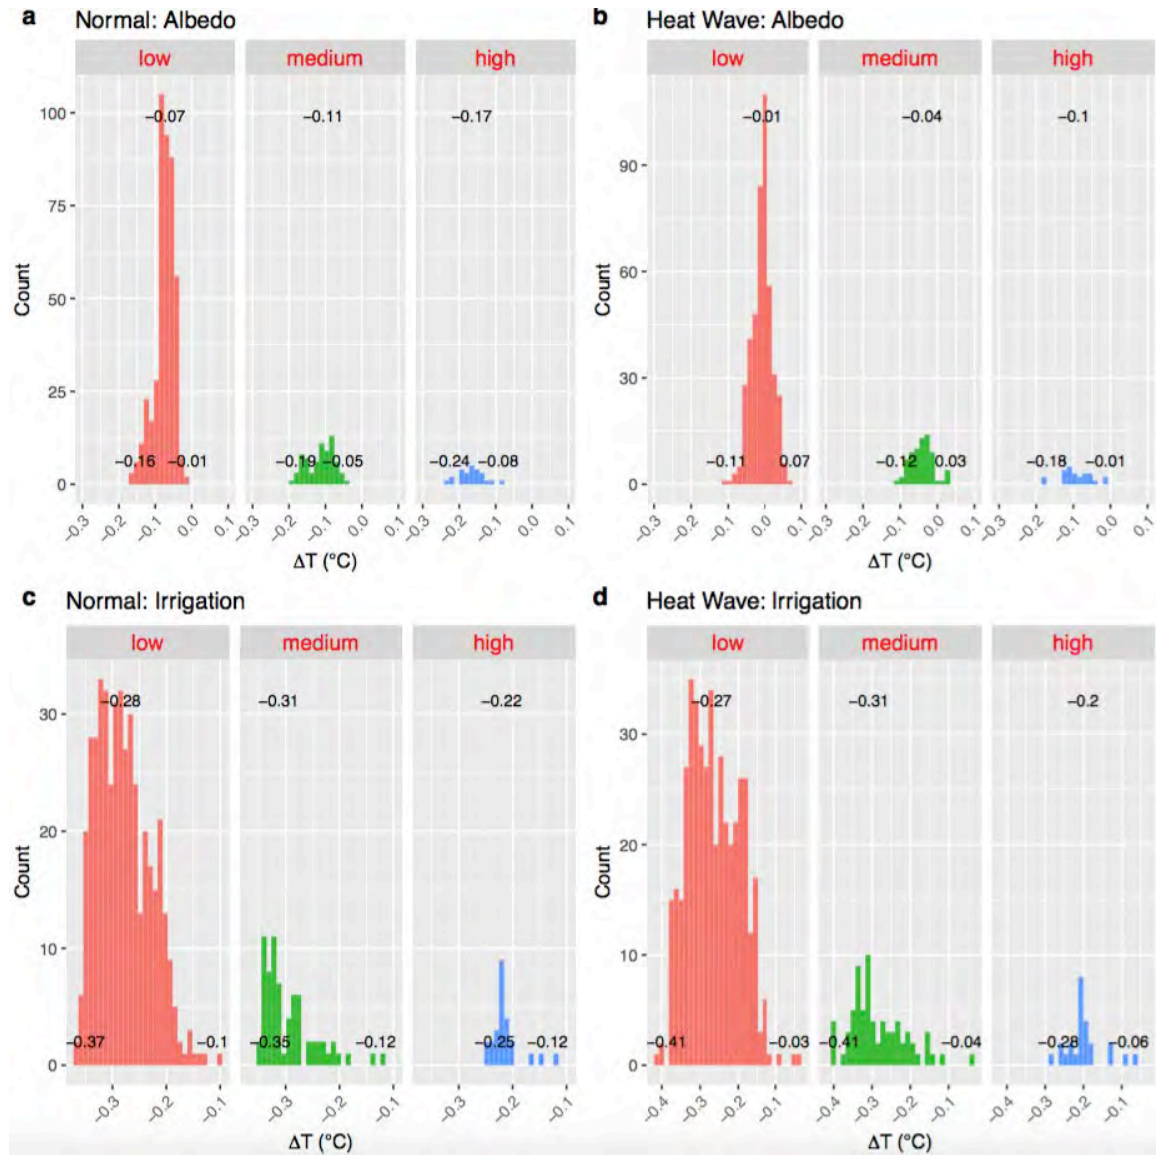 a Normal: Albedo
low medium high
−0.07 −0.11 −0.17
−0.16 −0.01 −0.19 −0.05 −0.24 −0.08
100
75
50
25
0
Count
−0.3 −0.2 −0.1 0.0 0.1 −0.3 −0.2 −0.1 0.0 0.1 −0.3 −0.2 −0.1 0.0 0.1
ΔT (°C)
b Heat Wave: Albedo
low medium high
−0.01 −0.04 −0.1
−0.11 0.07 −0.12 0.03 −0.18 −0.01
90
60
30
0
Count
−0.3 −0.2 −0.1 0.0 0.1 −0.3 −0.2 −0.1 0.0 0.1 −0.3 −0.2 −0.1 0.0 0.1
ΔT (°C)
c Normal: Irrigation
low medium high
−0.28 −0.31 −0.22
−0.37 −0.1 −0.35 −0.12 −0.25 −0.12
30
20
10
0
Count
−0.3 −0.2 −0.1 −0.3 −0.2 −0.1 −0.3 −0.2 −0.1
ΔT (°C)
d Heat Wave: Irrigation
low medium high
−0.27 −0.31 −0.2
−0.41 −0.03 −0.41 −0.04 −0.28 −0.06
30
20
10
0
Count
−0.4 −0.3 −0.2 −0.1 −0.4 −0.3 −0.2 −0.1 −0.4 −0.3 −0.2 −0.1
ΔT (°C)